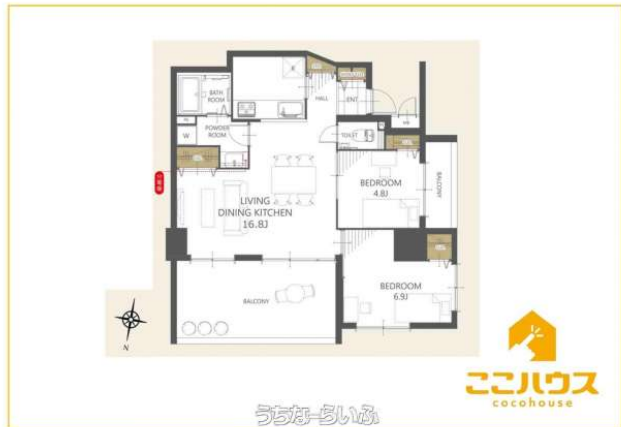 BATH
ROOM
HALL
ENT
POWDER
ROOM
W
TOILET
BEDROOM
4.8J
BALCONY
LIVING
DINING KITCHEN
16.8J
BEDROOM
6.9J
BALCONY
N
ここハウス
cocohouse
うちなーらいふ